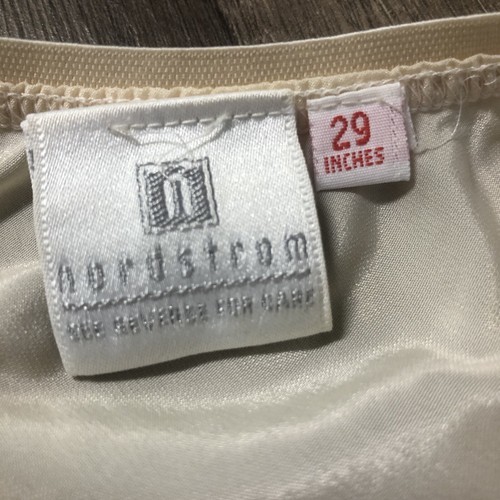 n
nordstrom
SEE REVERSE FOR CARE
29
INCHES